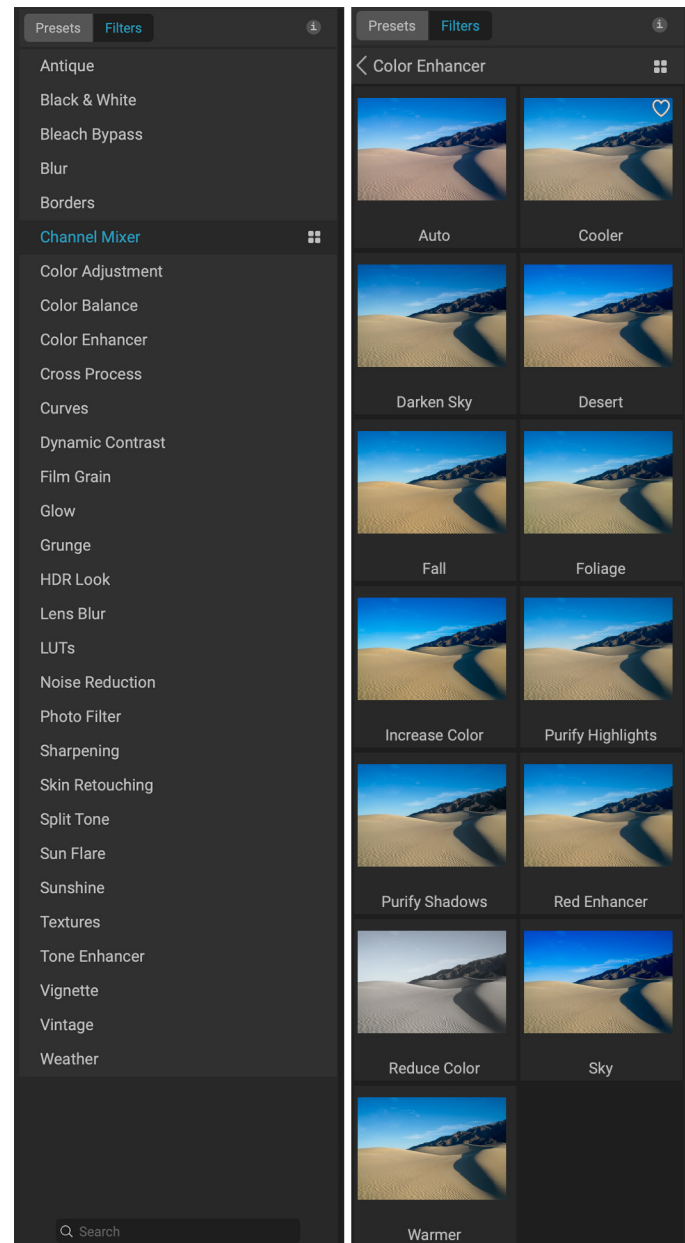 Presets Filters i
Antique
Black & White
Bleach Bypass
Blur
Borders
Channel Mixer
Color Adjustment
Color Balance
Color Enhancer
Cross Process
Curves
Dynamic Contrast
Film Grain
Glow
Grunge
HDR Look
Lens Blur
LUTs
Noise Reduction
Photo Filter
Sharpening
Skin Retouching
Split Tone
Sun Flare
Sunshine
Textures
Tone Enhancer
Vignette
Vintage
Weather
Search
Presets Filters i
Color Enhancer
Auto Cooler
Darken Sky Desert
Fall Foliage
Increase Color Purify Highlights
Purify Shadows Red Enhancer
Reduce Color Sky
Warmer